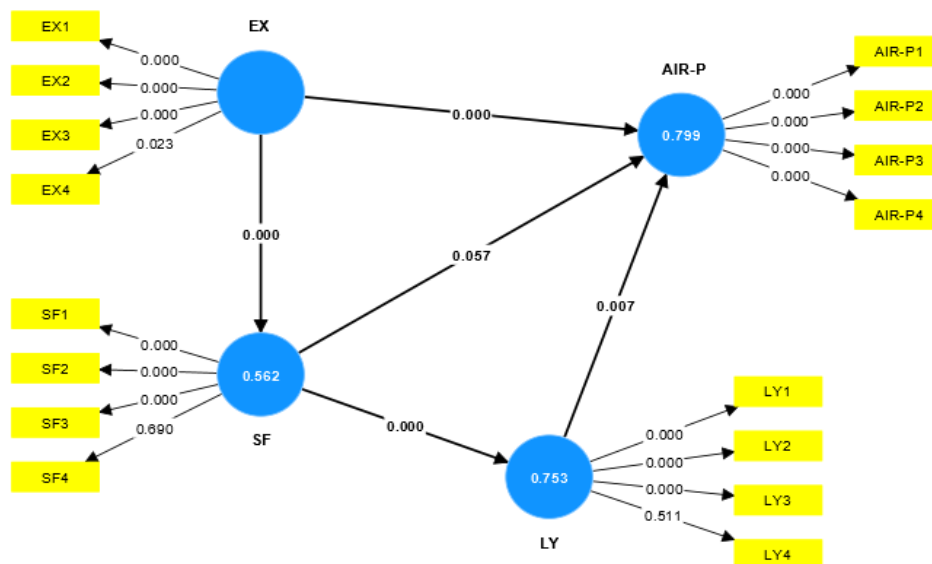 EX1
EX2
EX3
EX4
0.000
0.000
0.000
0.023
EX
0.000
AIR-P
0.799
0.000
0.000
0.000
0.000
AIR-P1
AIR-P2
AIR-P3
AIR-P4
0.000
0.057
0.007
SF1
SF2
SF3
SF4
0.000
0.000
0.000
0.690
0.562
SF
0.000
0.753
LY
0.000
0.000
0.000
0.511
LY1
LY2
LY3
LY4